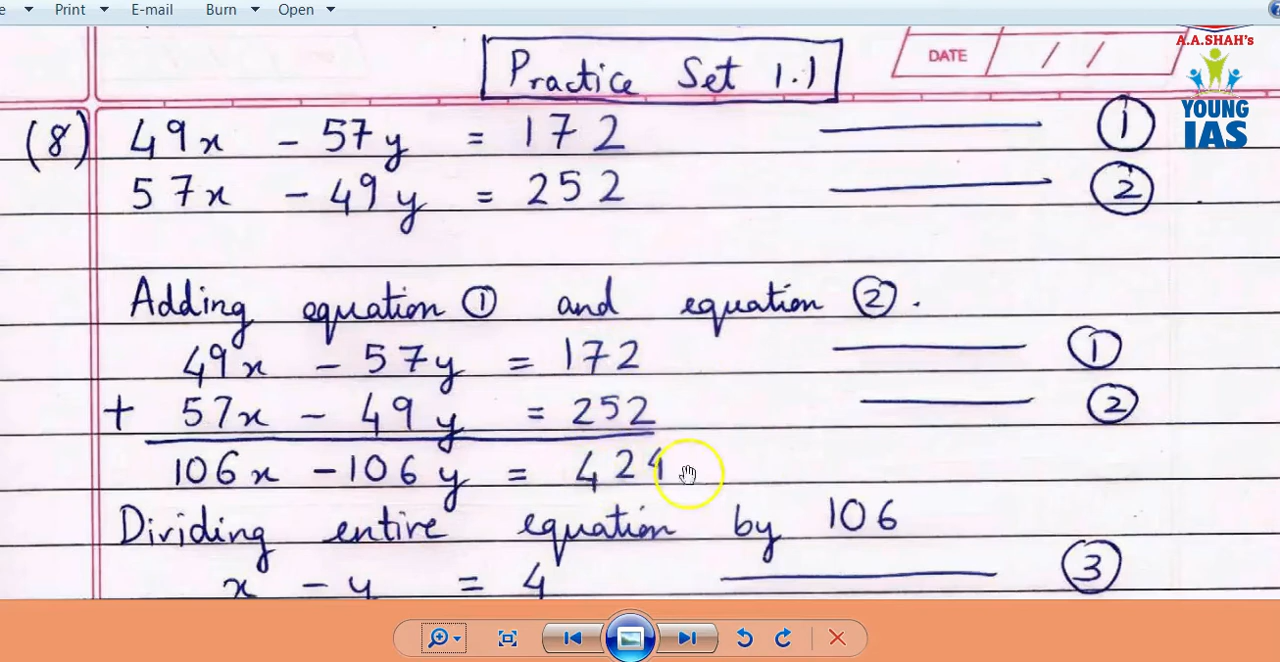 Print E-mail Burn Open
A.A.SHAH's
YOUNG
IAS
DATE / /
Practice Set 1.1
(8) 49x - 57y = 172 ——— ①
57x - 49y = 252 ——— ②
Adding equation ① and equation ②.
49x - 57y = 172 ——— ①
+ 57x - 49y = 252 ——— ②
106x - 106y = 424
Dividing entire equation by 106
x - y = 4 ——— ③